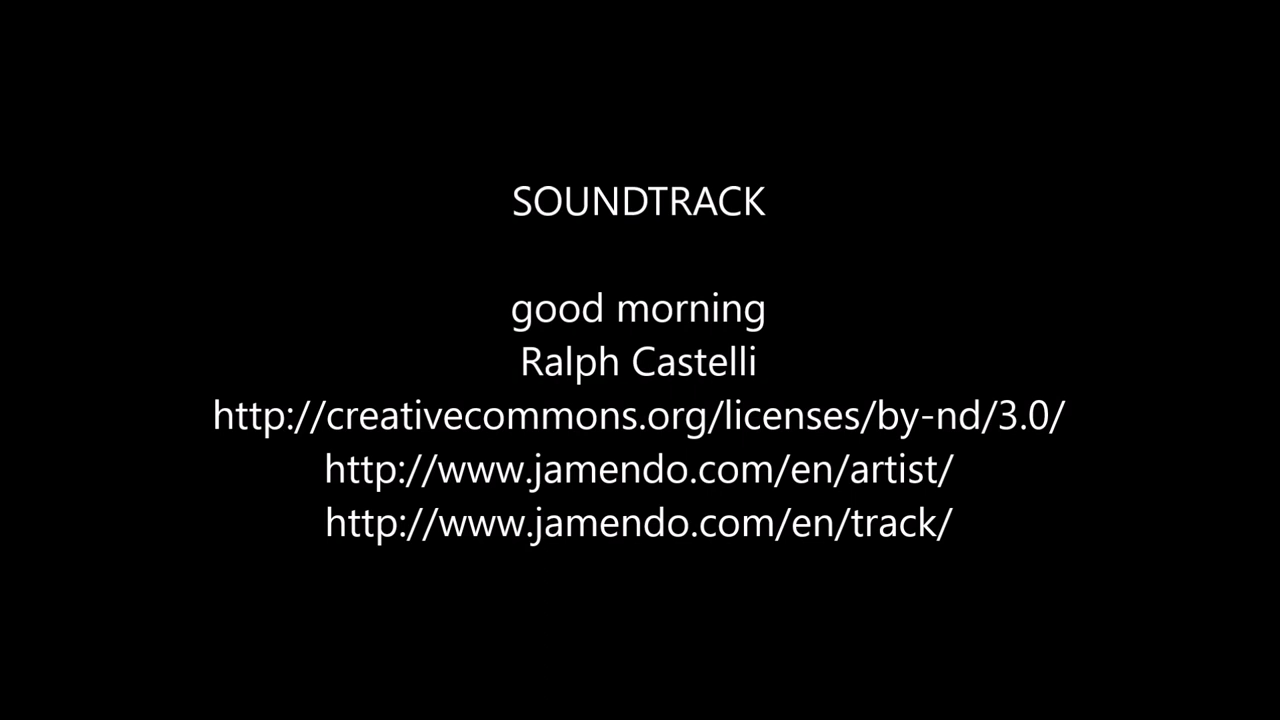 SOUNDTRACK
good morning
Ralph Castelli
http://creativecommons.org/licenses/by-nd/3.0/
http://www.jamendo.com/en/artist/
http://www.jamendo.com/en/track/